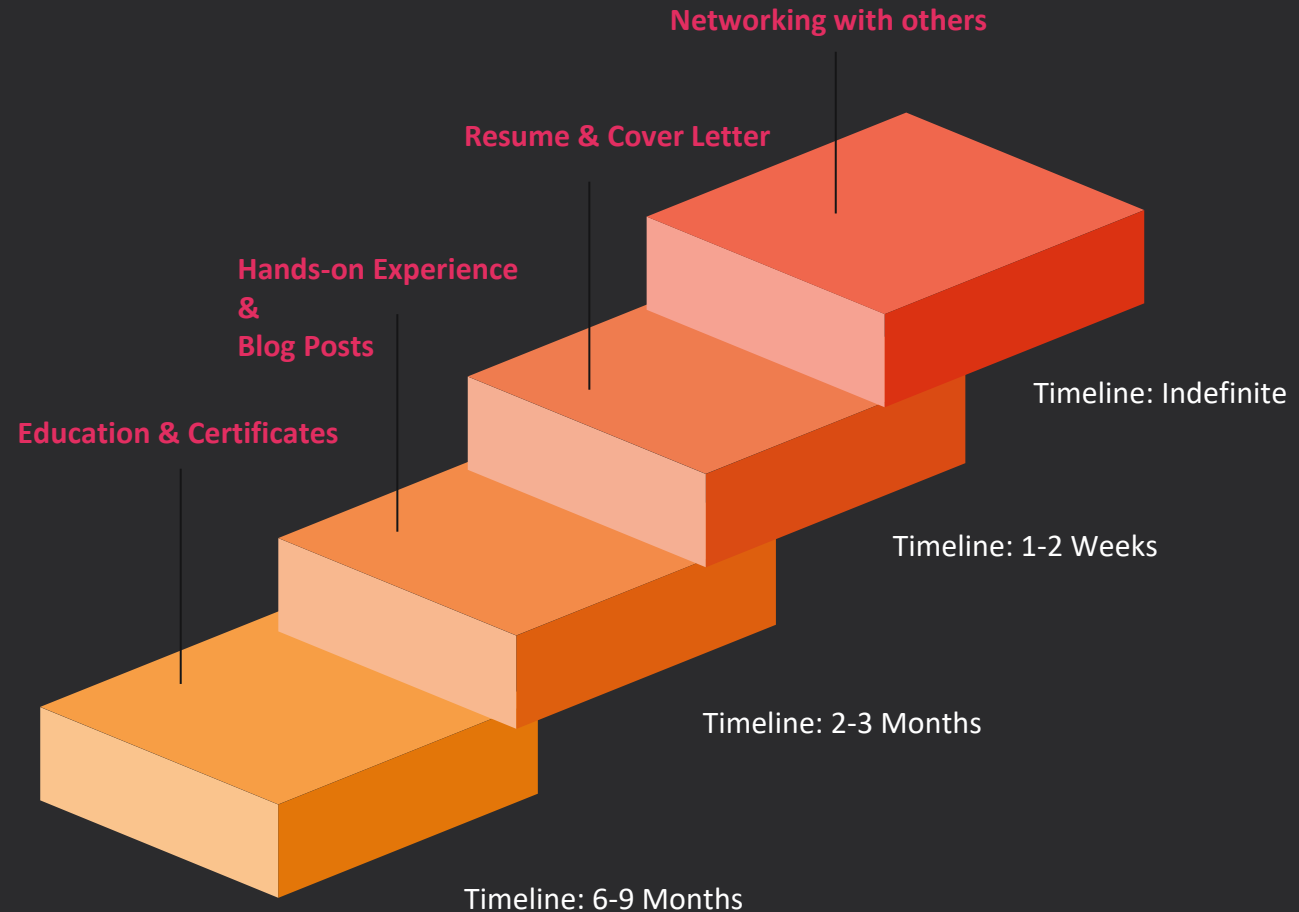 Networking with others
Resume & Cover Letter
Hands-on Experience
&
Blog Posts
Timeline: Indefinite
Education & Certificates
Timeline: 1-2 Weeks
Timeline: 2-3 Months
Timeline: 6-9 Months